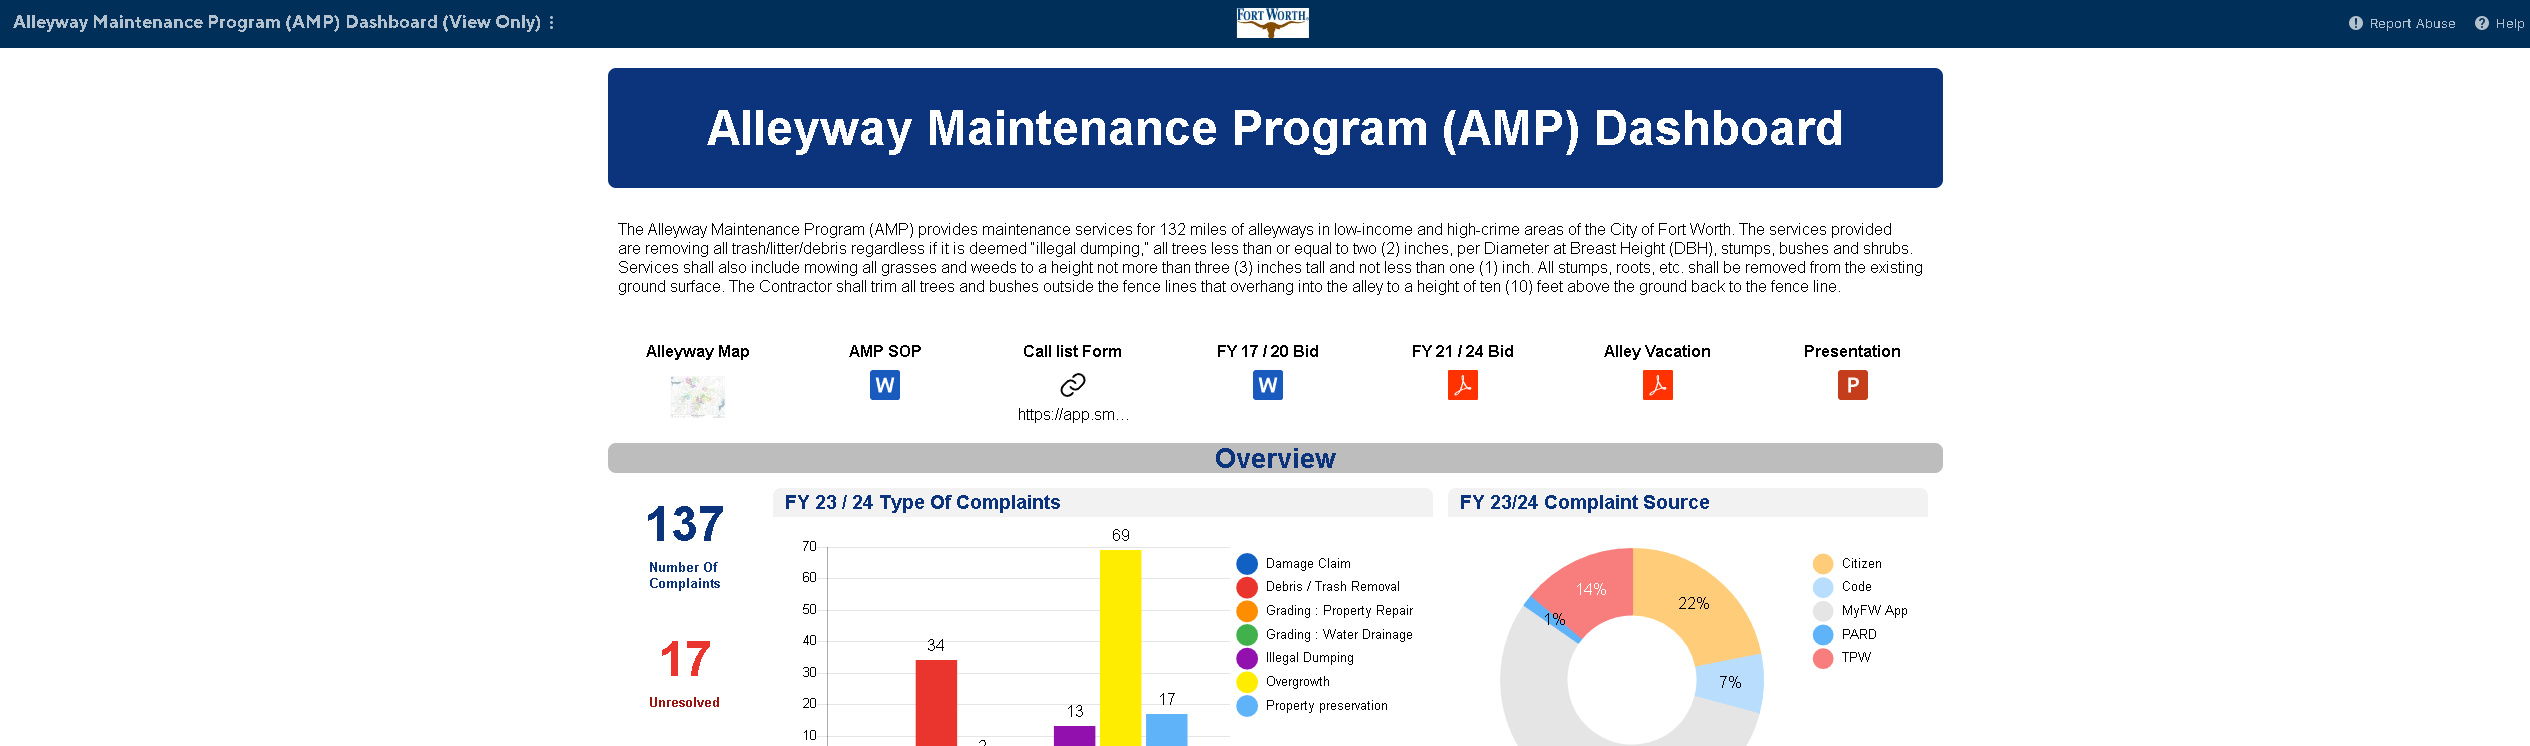 Alleyway Maintenance Program (AMP) Dashboard (View Only)
FORT WORTH
Report Abuse
Help
Alleyway Maintenance Program (AMP) Dashboard
The Alleyway Maintenance Program (AMP) provides maintenance services for 132 miles of alleyways in low-income and high-crime areas of the City of Fort Worth. The services provided
are removing all trash/litter/debris regardless if it is deemed "illegal dumping," all trees less than or equal to two (2) inches, per Diameter at Breast Height (DBH), stumps, bushes and shrubs.
Services shall also include mowing all grasses and weeds to a height not more than three (3) inches tall and not less than one (1) inch. All stumps, roots, etc. shall be removed from the existing
ground surface. The Contractor shall trim all trees and bushes outside the fence lines that overhang into the alley to a height of ten (10) feet above the ground back to the fence line.
Alleyway Map
AMP SOP
W
Call list Form
https://app.sm...
FY 17 / 20 Bid
W
FY 21 / 24 Bid
Alley Vacation
Presentation
P
Overview
137
Number Of
Complaints
17
Unresolved
FY 23 / 24 Type Of Complaints
70
60
50
40
30
20
10
34
13
69
17
Damage Claim
Debris / Trash Removal
Grading : Property Repair
Grading : Water Drainage
Illegal Dumping
Overgrowth
Property preservation
FY 23/24 Complaint Source
14%
22%
1%
7%
Citizen
Code
MyFW App
PARD
TPW